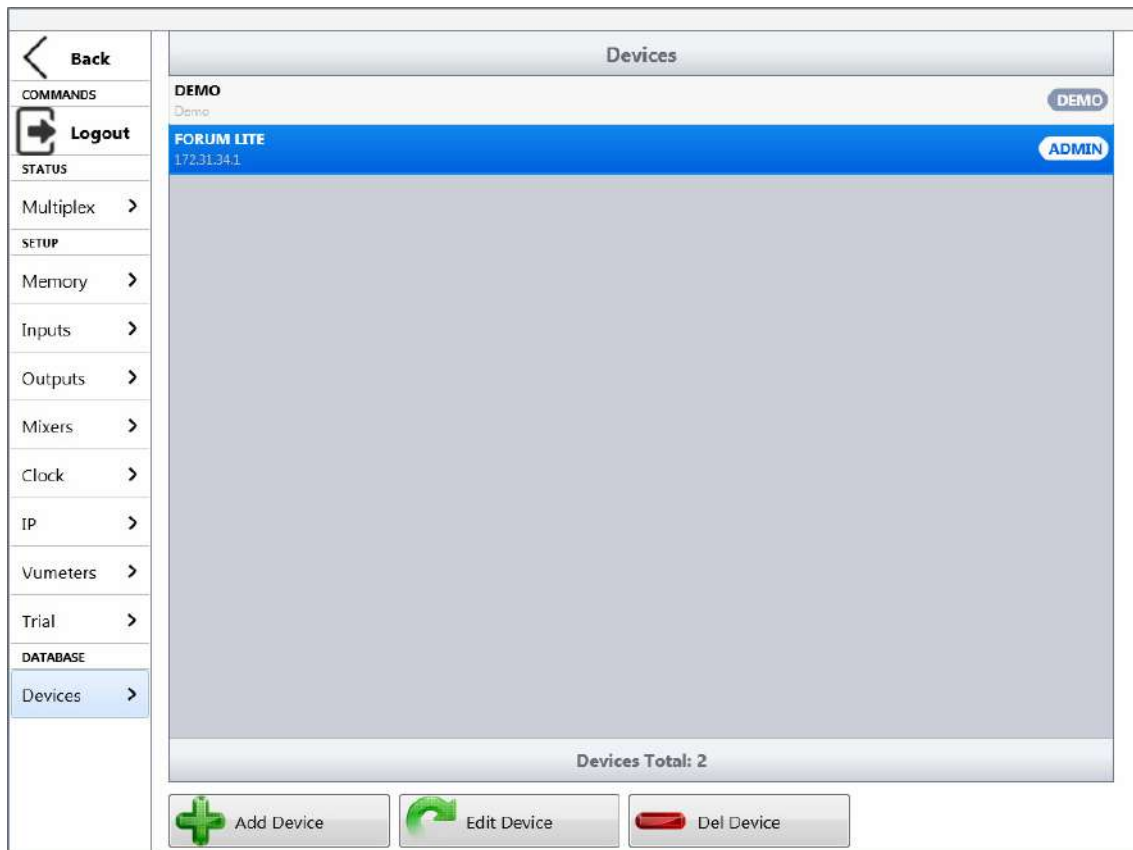 Back
COMMANDS
Logout
STATUS
Multiplex
SETUP
Memory
Inputs
Outputs
Mixers
Clock
IP
Vumeters
Trial
DATABASE
Devices
Devices
DEMO
Demo
DEMO
FORUM LITE
172.31.34.1
ADMIN
Devices Total: 2
Add Device
Edit Device
Del Device